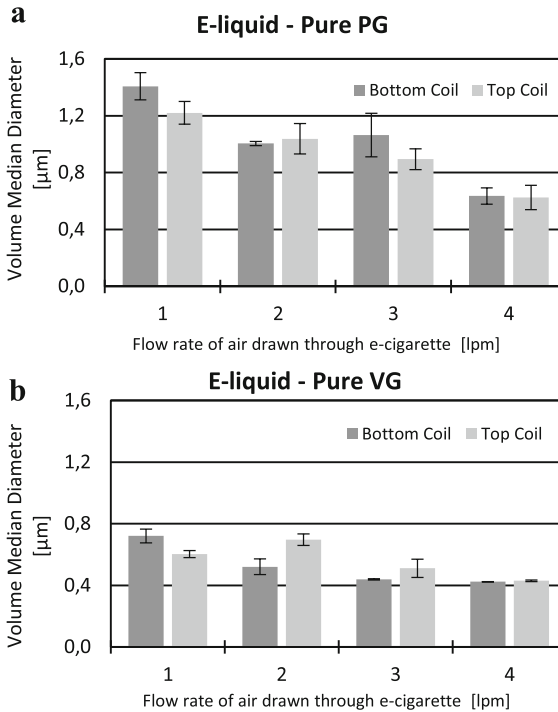 a
E-liquid - Pure PG
Volume Median Diameter
[µm]
1,6
1,2
0,8
0,4
0,0
Bottom Coil Top Coil
1 2 3 4
Flow rate of air drawn through e-cigarette [lpm]
b
E-liquid - Pure VG
Volume Median Diameter
[µm]
1,6
1,2
0,8
0,4
0,0
Bottom Coil Top Coil
1 2 3 4
Flow rate of air drawn through e-cigarette [lpm]